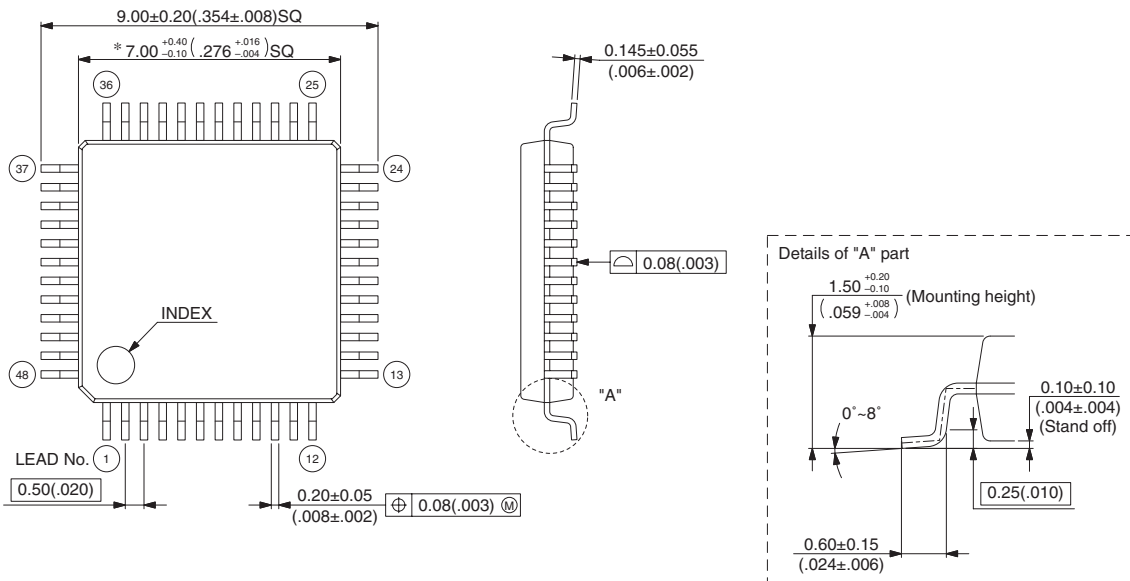 9.00±0.20(.354±.008)SQ
* 7.00 +0.40 –0.10 ( .276 +.016 –.004 ) SQ
0.145±0.055
(.006±.002)
36
25
37
24
0.08(.003)
Details of "A" part
1.50 +0.20 –0.10
( .059 +.008 –.004 ) (Mounting height)
INDEX
48
13
"A"
0°~8°
0.10±0.10
(.004±.004)
(Stand off)
LEAD No. 1
12
0.50(.020)
0.20±0.05
(.008±.002)
⌖ 0.08(.003) Ⓜ
0.25(.010)
0.60±0.15
(.024±.006)